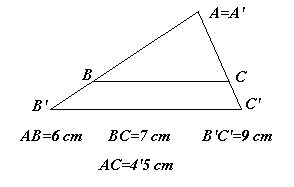 A=A'
B C
B' C'
AB=6 cm BC=7 cm B'C'=9 cm
AC=4'5 cm